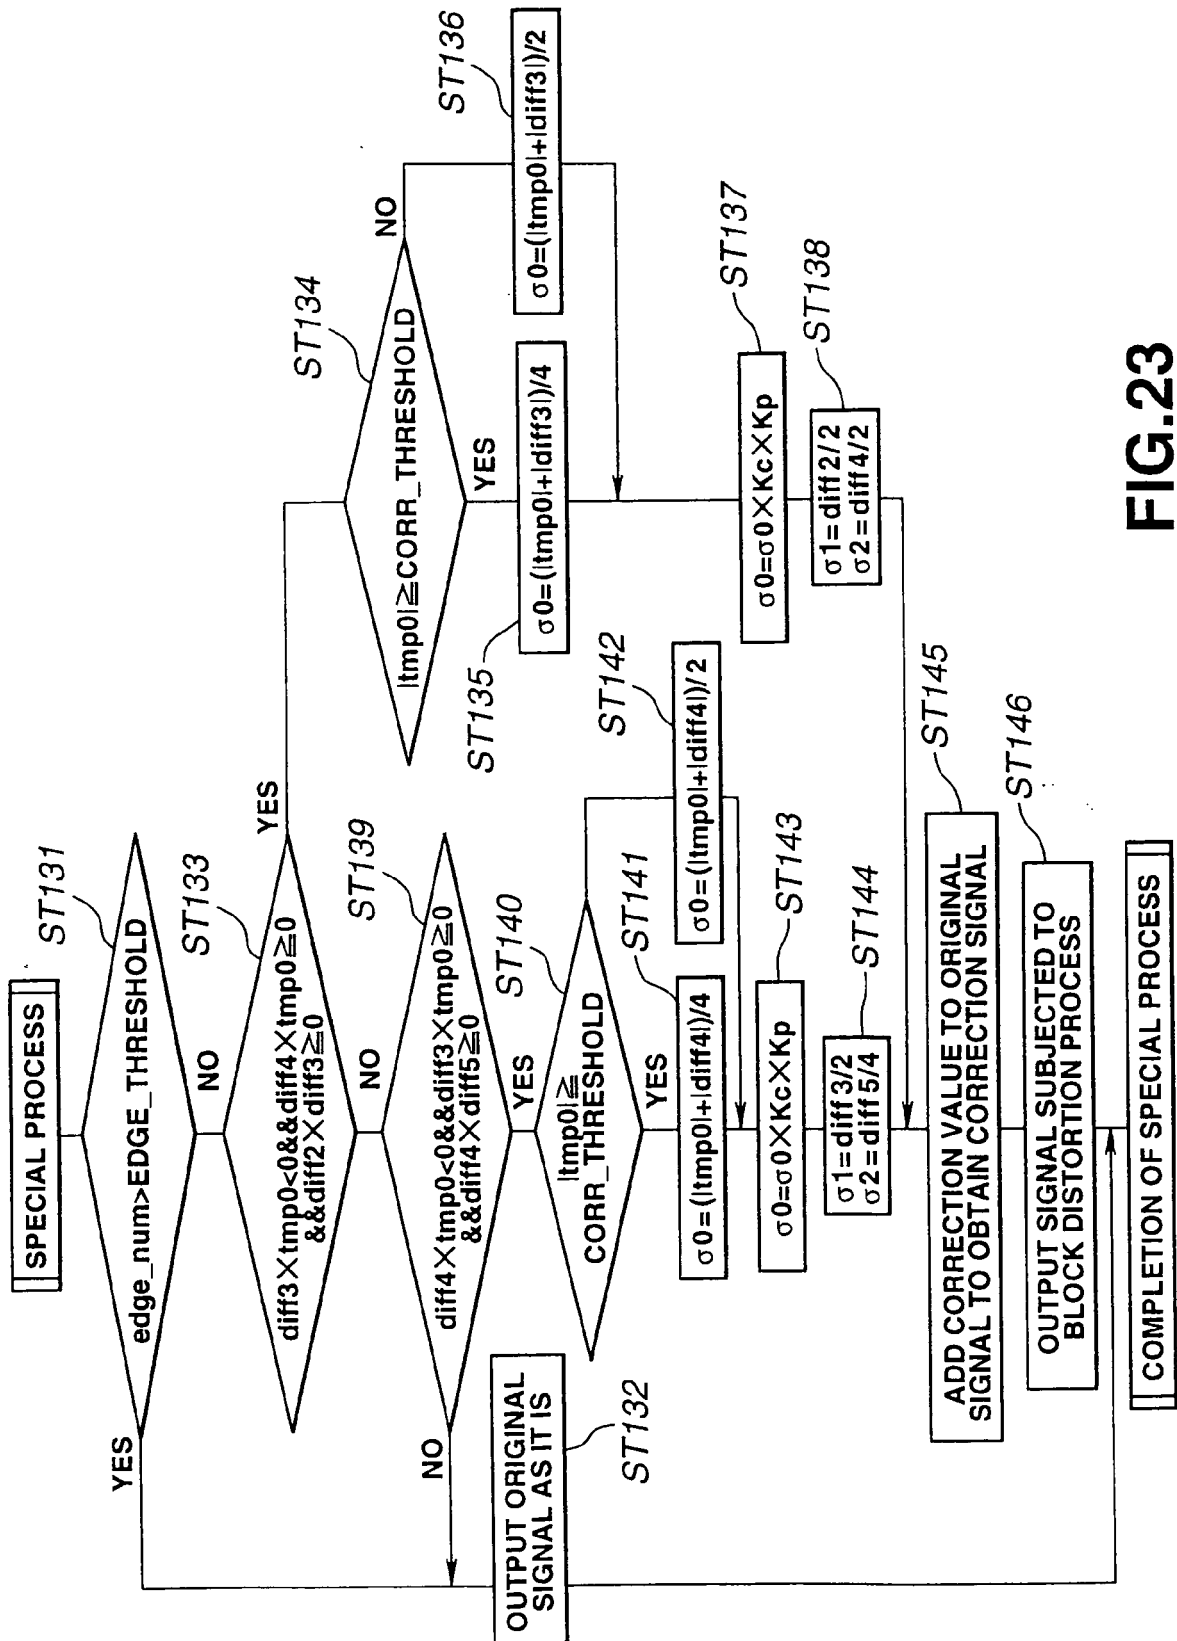 SPECIAL PROCESS
ST131
edge_num>EDGE_THRESHOLD
YES
NO
ST133
diff3×tmp0<0&&diff4×tmp0≧0
&&diff2×diff3≧0
YES
NO
ST134
|tmp0|≧CORR_THRESHOLD
NO
YES
ST135
σ0=(|tmp0|+|diff3|)/4
ST136
σ0=(|tmp0|+|diff3|)/2
ST137
σ0=σ0×Kc×Kp
ST138
σ1=diff2/2
σ2=diff4/2
ST139
diff4×tmp0<0&&diff3×tmp0≧0
&&diff4×diff5≧0
NO
YES
ST140
|tmp0|≧
CORR_THRESHOLD
YES
ST141
σ0=(|tmp0|+|diff4|)/4
ST142
σ0=(|tmp0|+|diff4|)/2
ST143
σ0=σ0×Kc×Kp
ST144
σ1=diff3/2
σ2=diff5/4
OUTPUT ORIGINAL
SIGNAL AS IT IS
ST132
ST145
ADD CORRECTION VALUE TO ORIGINAL
SIGNAL TO OBTAIN CORRECTION SIGNAL
ST146
OUTPUT SIGNAL SUBJECTED TO
BLOCK DISTORTION PROCESS
COMPLETION OF SPECIAL PROCESS
FIG.23